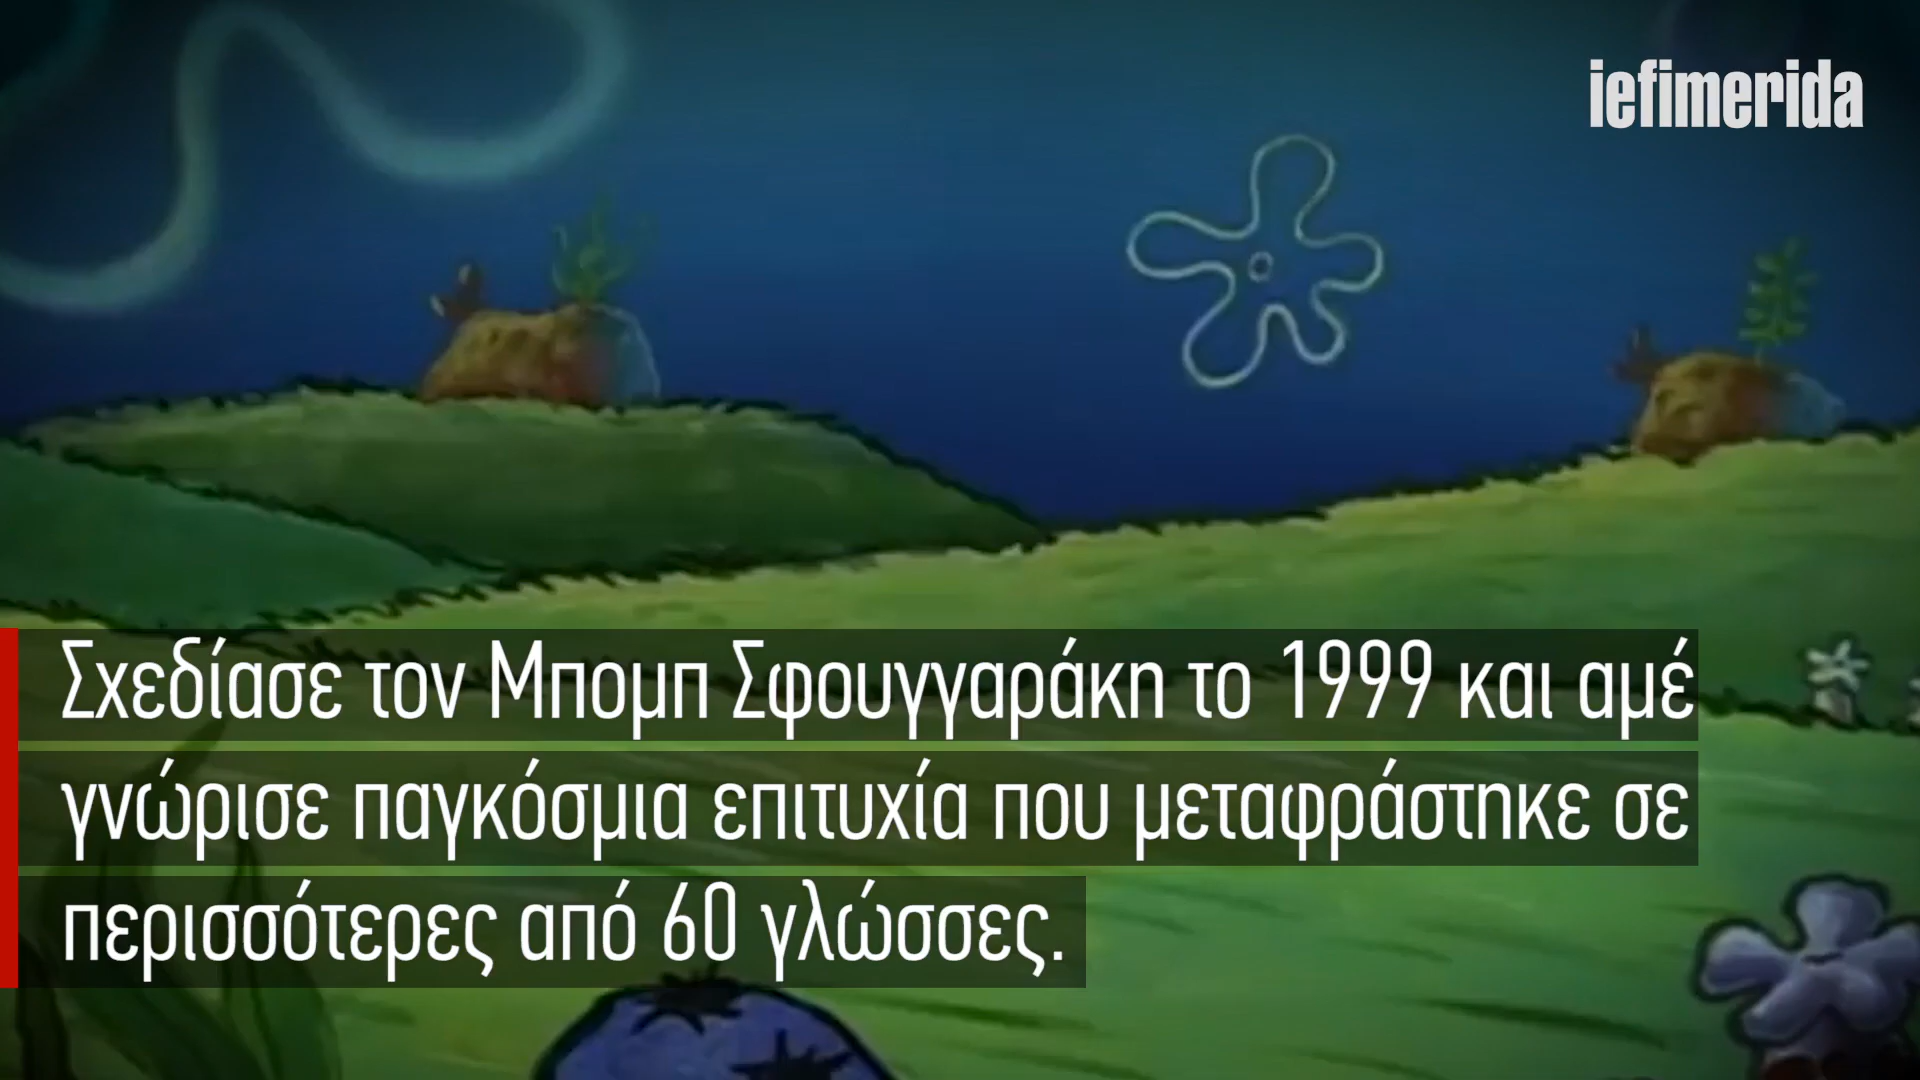 iefimerida
Σχεδίασε τον Μπομπ Σφουγγαράκη το 1999 και αμέ
γνώρισε παγκόσμια επιτυχία που μεταφράστηκε σε
περισσότερες από 60 γλώσσες.